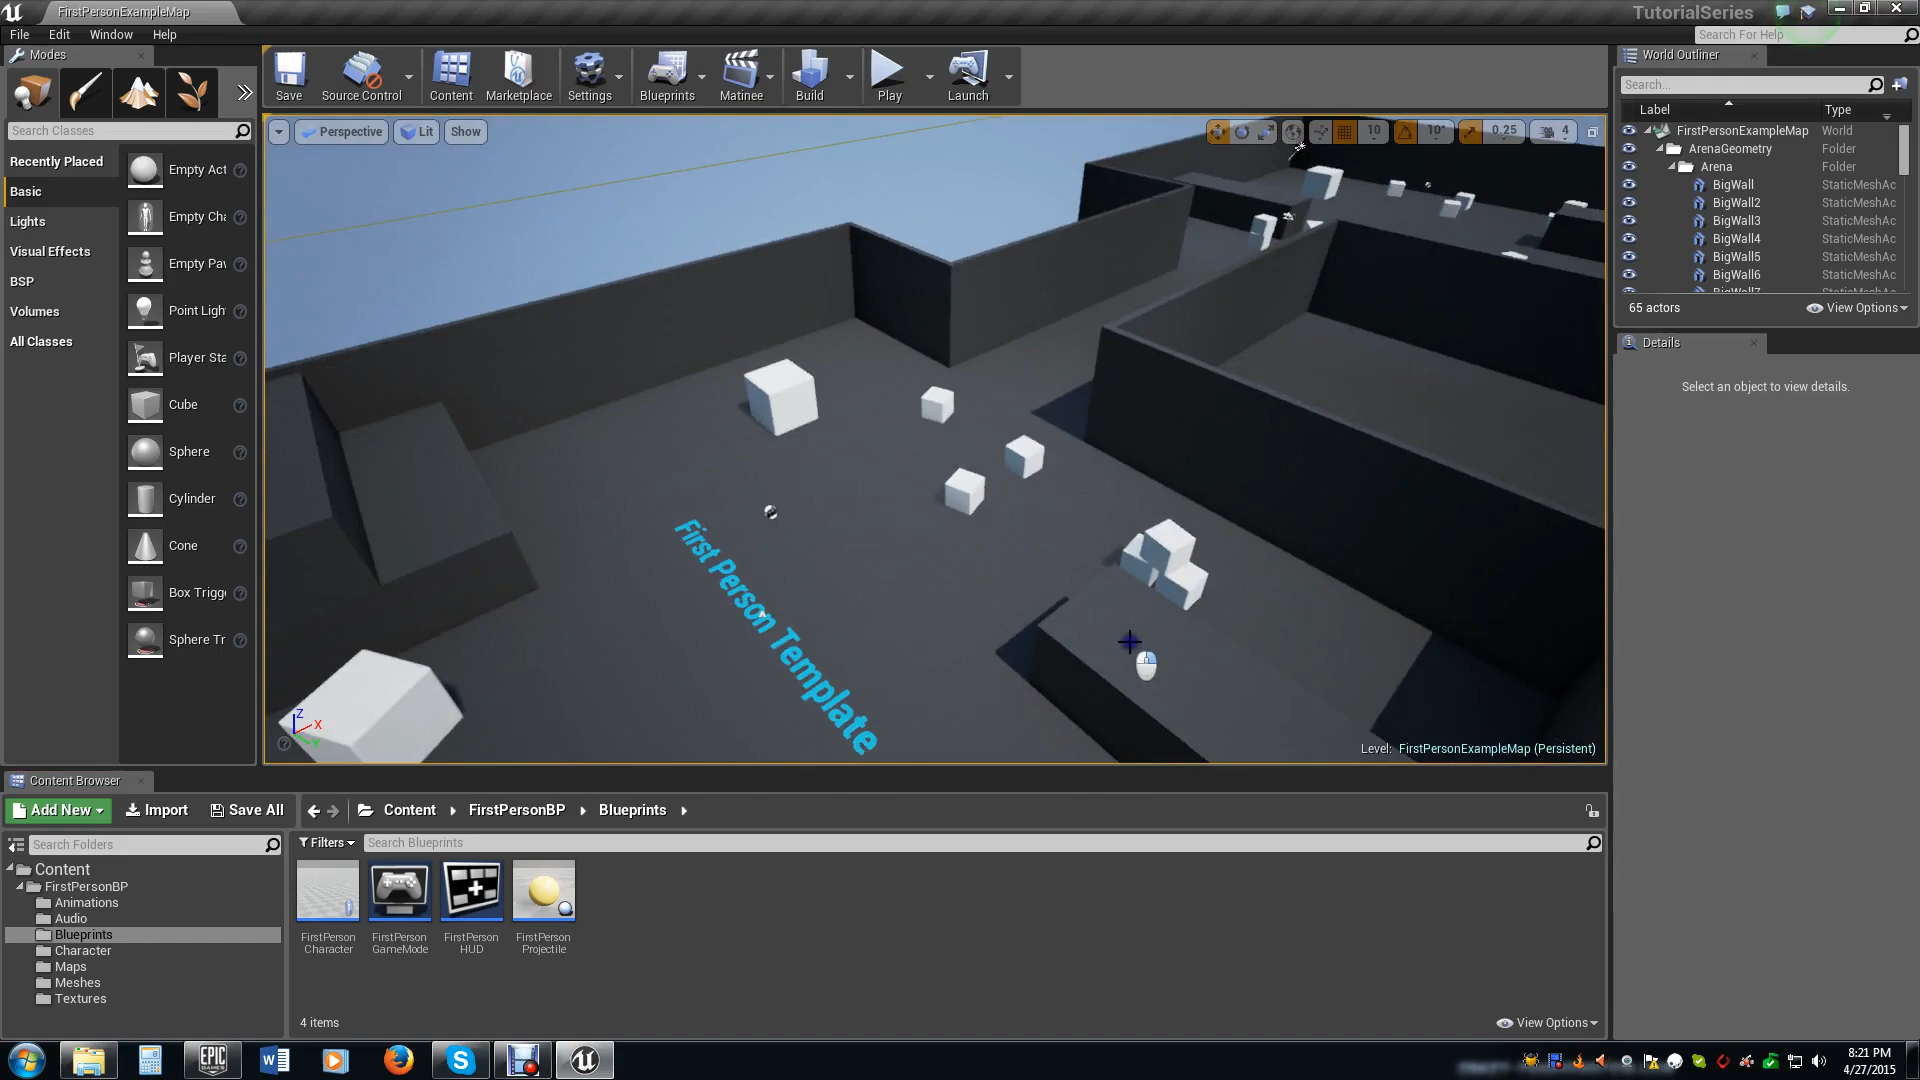 FirstPersonExampleMap
TutorialSeries
File Edit Window Help
Search For Help
Modes
Save
Source Control
Content
Marketplace
Settings
Blueprints
Matinee
Build
Play
Launch
World Outliner
Search Classes
Perspective
Lit
Show
10
10°
0.25
4
Search...
Label
Type
Recently Placed
Basic
Lights
Visual Effects
BSP
Volumes
All Classes
Empty Act
Empty Cha
Empty Paw
Point Ligh
Player Sta
Cube
Sphere
Cylinder
Cone
Box Trigge
Sphere Tr
FirstPersonExampleMap World
ArenaGeometry Folder
Arena Folder
BigWall StaticMeshAc
BigWall2 StaticMeshAc
BigWall3 StaticMeshAc
BigWall4 StaticMeshAc
BigWall5 StaticMeshAc
BigWall6 StaticMeshAc
BigWall7
65 actors
View Options
Details
Select an object to view details.
First Person Template
Z
X
Y
Level: FirstPersonExampleMap (Persistent)
Content Browser
Add New
Import
Save All
Content
FirstPersonBP
Blueprints
Search Folders
Filters
Search Blueprints
Content
FirstPersonBP
Animations
Audio
Blueprints
Character
Maps
Meshes
Textures
FirstPerson
Character
FirstPerson
GameMode
FirstPerson
HUD
FirstPerson
Projectile
4 items
View Options
EPIC
GAMES
8:21 PM
4/27/2015